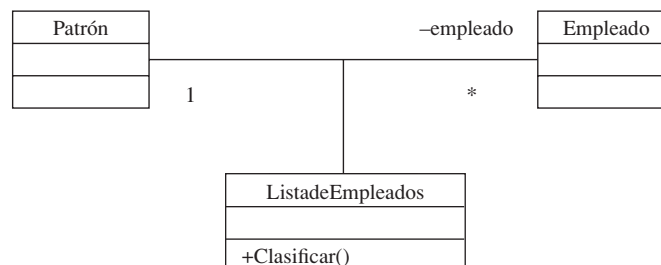 Patrón
–empleado
Empleado
1
*
ListadeEmpleados
+Clasificar()